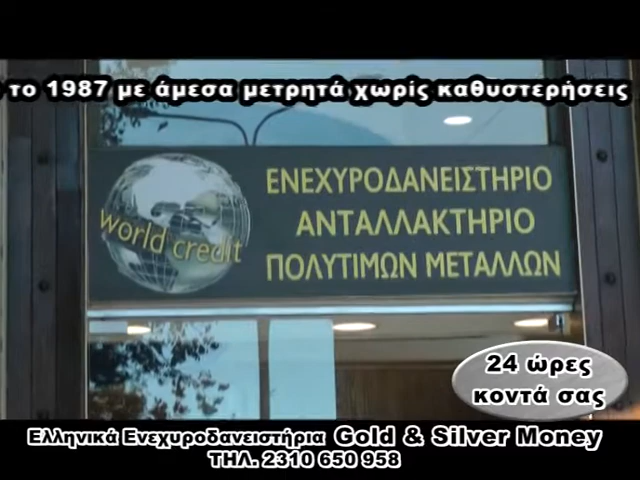 το 1987 με άμεσα μετρητά χωρίς καθυστερήσεις
ΕΝΕΧΥΡΟΔΑΝΕΙΣΤΗΡΙΟ
ΑΝΤΑΛΛΑΚΤΗΡΙΟ
ΠΟΛΥΤΙΜΩΝ ΜΕΤΑΛΛΩΝ
world credit
24 ώρες
κοντά σας
Ελληνικά Ενεχυροδανειστήρια Gold & Silver Money
ΤΗΛ. 2310 650 958